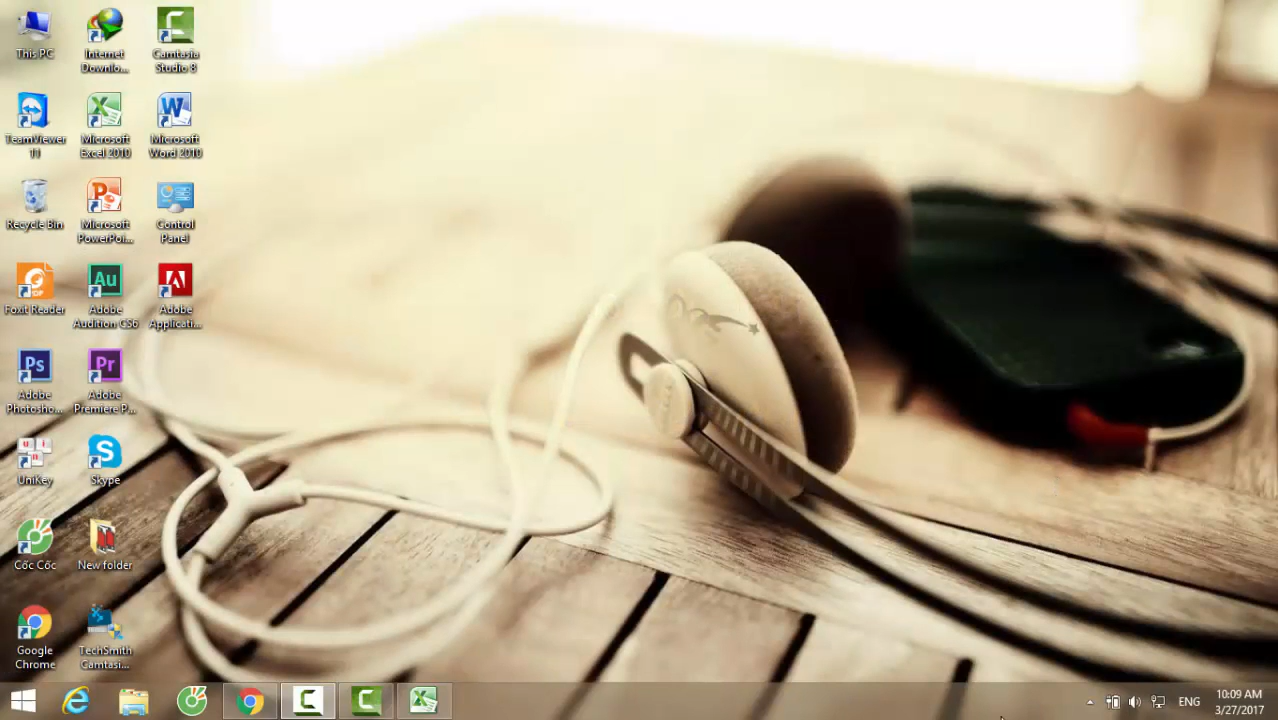 This PC
Internet
Downlo...
Camtasia
Studio 8
TeamViewer
11
Microsoft
Excel 2010
Microsoft
Word 2010
Recycle Bin
Microsoft
PowerPoi...
Control
Panel
Foxit Reader
Au
Adobe
Audition CS6
Adobe
Applicati...
Ps
Adobe
Photosho...
Pr
Adobe
Premiere P...
UniKey
Skype
Cốc Cốc
New folder
Google
Chrome
TechSmith
Camtasi...
ENG
10:09 AM
3/27/2017